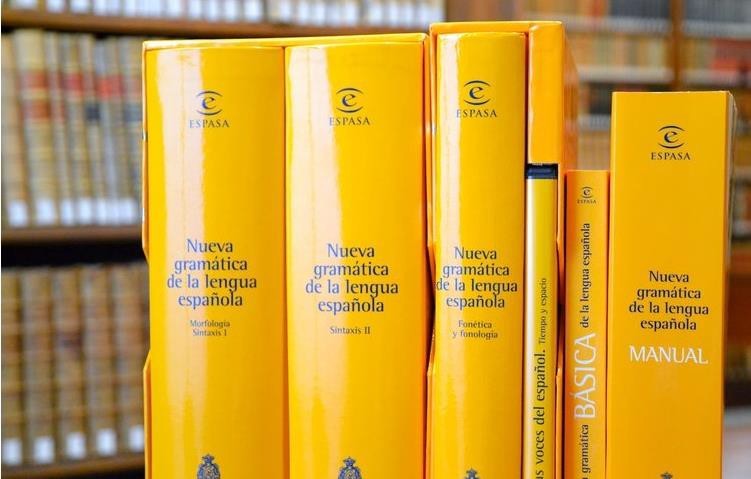 ESPASA
Nueva
gramática
de la lengua
española
Morfología
Sintaxis I
ESPASA
Nueva
gramática
de la lengua
española
Sintaxis II
ESPASA
Nueva
gramática
de la lengua
española
Fonética
y fonología
voces del español. Tiempo y espacio
ESPASA
gramática BÁSICA de la lengua española
ESPASA
Nueva
gramática
de la lengua
española
MANUAL